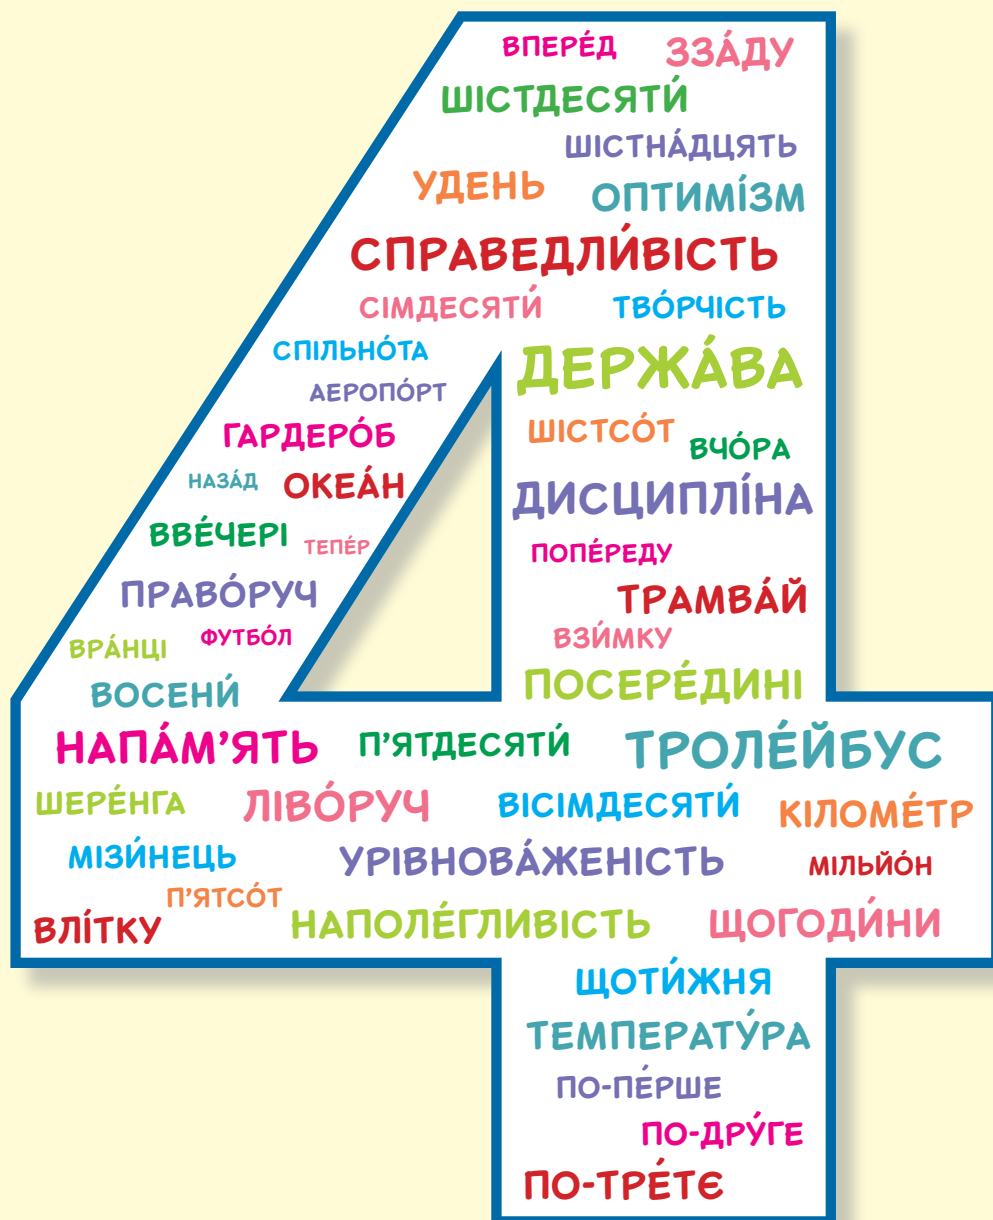 ВПЕРЕ́Д ЗЗА́ДУ
ШІСТДЕСЯТИ́
ШІСТНА́ДЦЯТЬ
УДЕНЬ ОПТИМІ́ЗМ
СПРАВЕДЛИ́ВІСТЬ
СІМДЕСЯТИ́ ТВО́РЧІСТЬ
СПІЛЬНО́ТА ДЕРЖА́ВА
АЕРОПО́РТ
ГАРДЕРО́Б ШІСТСО́Т ВЧО́РА
НАЗА́Д ОКЕА́Н ДИСЦИПЛІ́НА
ВВЕ́ЧЕРІ ТЕПЕ́Р ПОПЕ́РЕДУ
ПРАВО́РУЧ ТРАМВА́Й
ВРА́НЦІ ФУТБО́Л ВЗИ́МКУ
ВОСЕНИ́ ПОСЕРЕ́ДИНІ
НАПА́М’ЯТЬ П’ЯТДЕСЯТИ́ ТРОЛЕ́ЙБУС
ШЕРЕ́НГА ЛІВО́РУЧ ВІСІМДЕСЯТИ́ КІЛОМЕ́ТР
МІЗИ́НЕЦЬ УРІВНОВА́ЖЕНІСТЬ МІЛЬЙО́Н
П’ЯТСО́Т
ВЛІ́ТКУ НАПОЛЕ́ГЛИВІСТЬ ЩОГОДИ́НИ
ЩОТИ́ЖНЯ
ТЕМПЕРАТУ́РА
ПО-ПЕ́РШЕ
ПО-ДРУ́ГЕ
ПО-ТРЕ́ТЄ